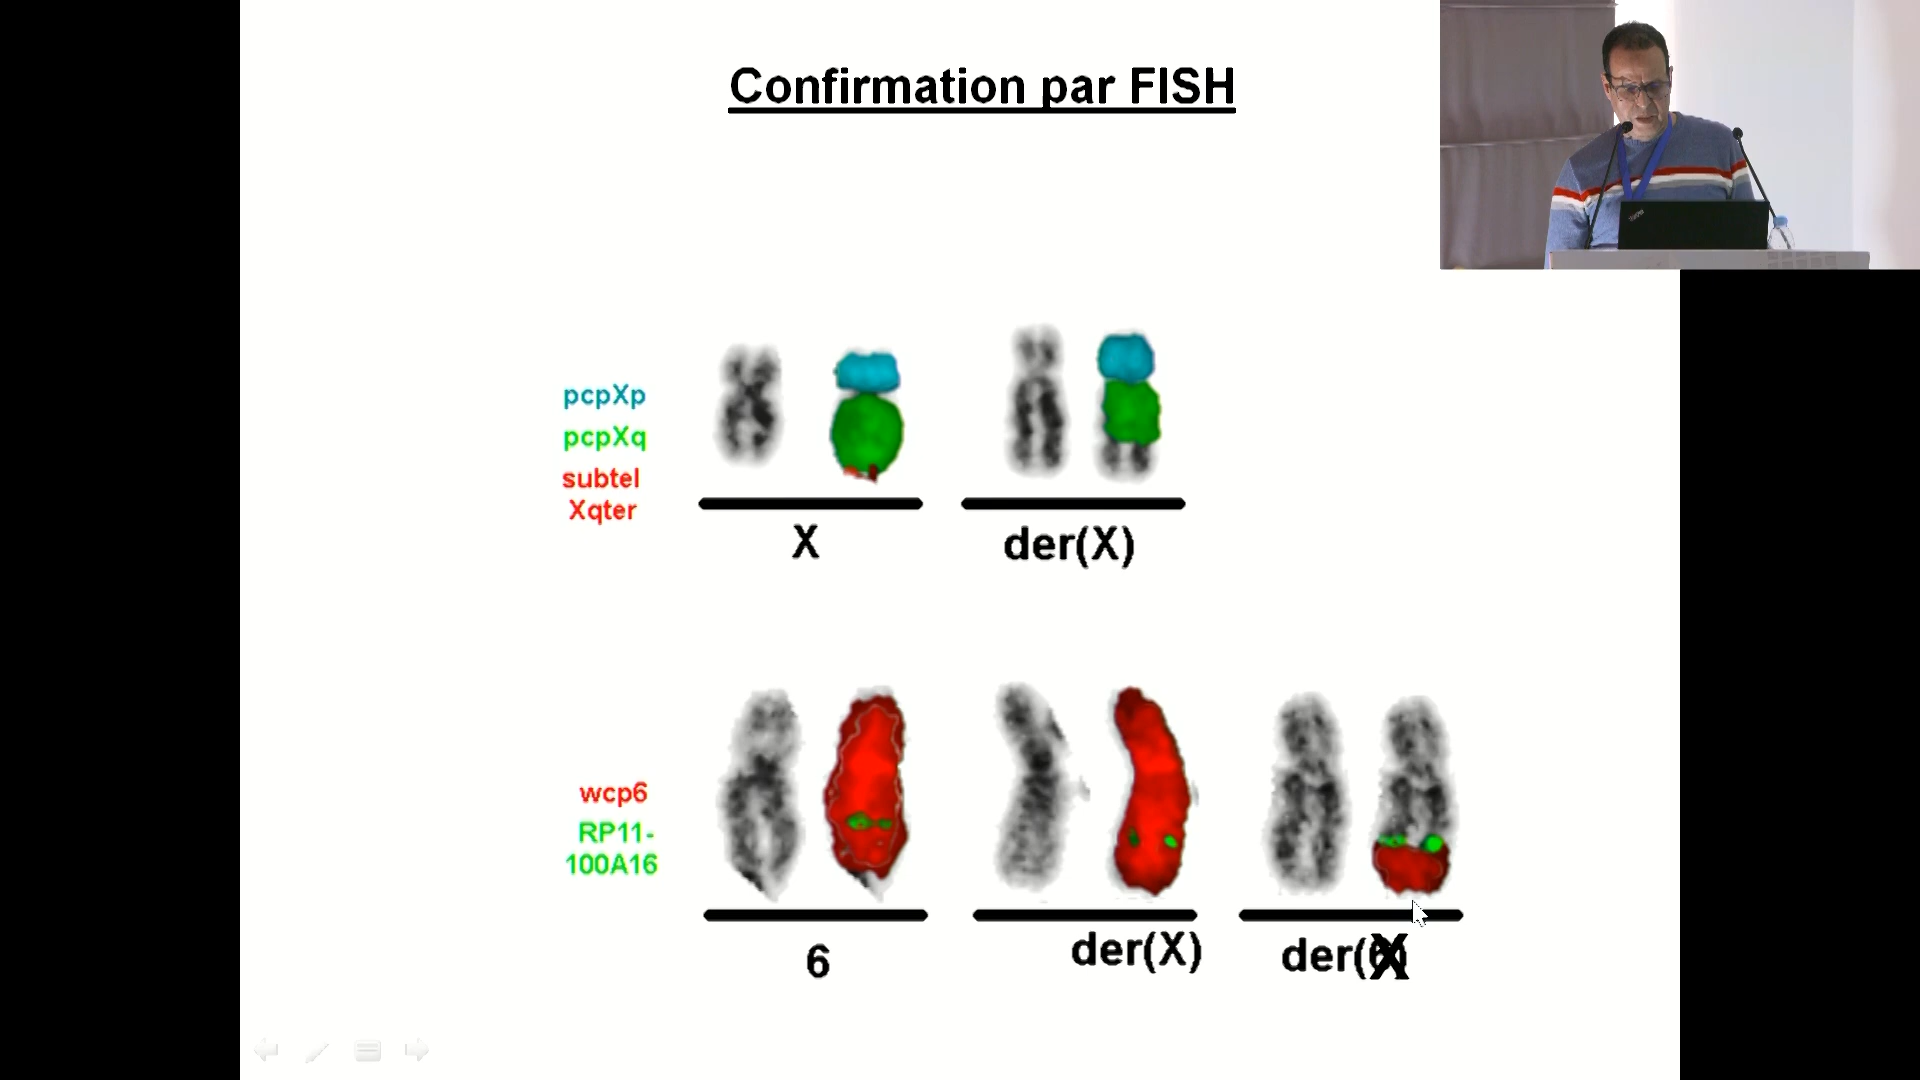 Confirmation par FISH
pcpXp
pcpXq
subtel
Xqter
X
der(X)
wcp6
RP11-
100A16
6
der(X)
der(X